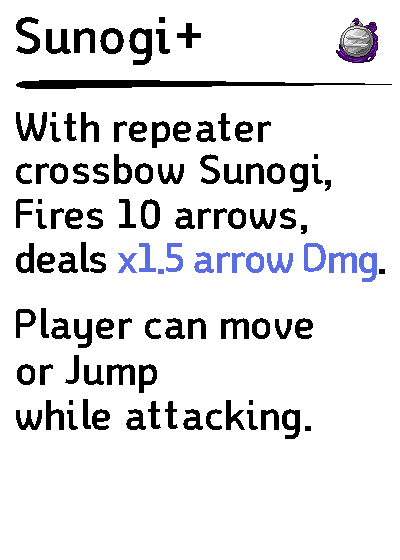 Sunogi+
With repeater
crossbow Sunogi,
Fires 10 arrows,
deals x1.5 arrow Dmg.
Player can move
or Jump
while attacking.